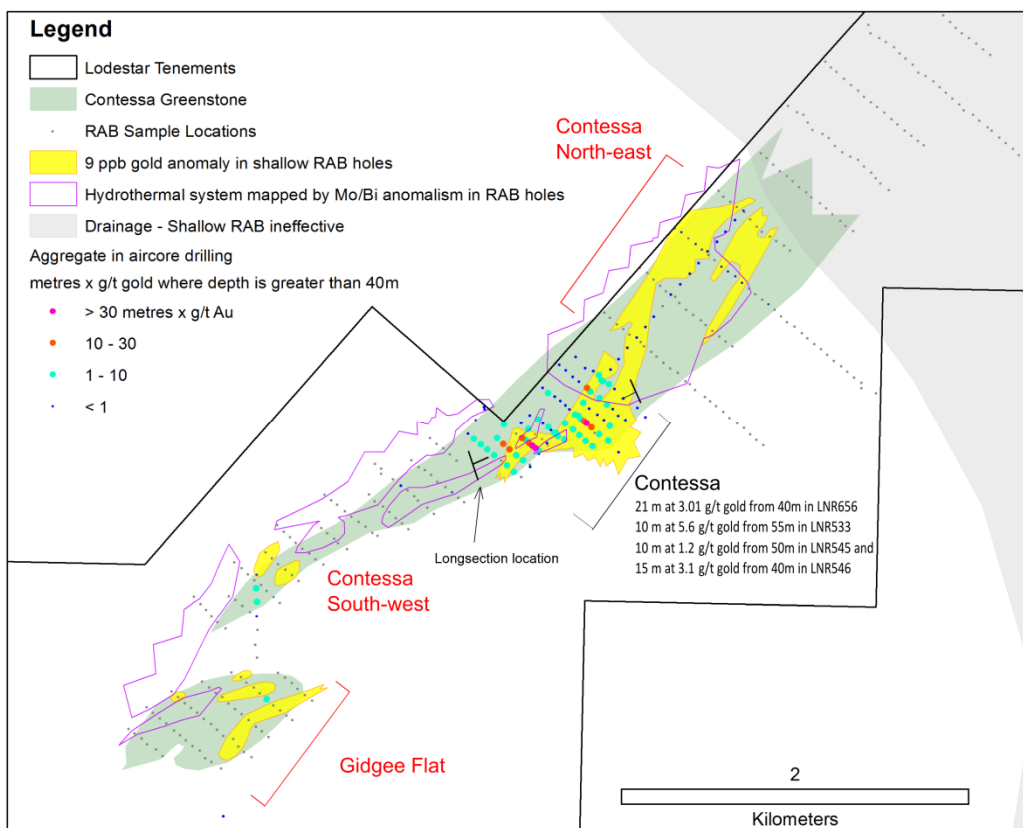 Legend
Lodestar Tenements
Contessa Greenstone
RAB Sample Locations
9 ppb gold anomaly in shallow RAB holes
Hydrothermal system mapped by Mo/Bi anomalism in RAB holes
Drainage - Shallow RAB ineffective
Aggregate in aircore drilling
metres x g/t gold where depth is greater than 40m
> 30 metres x g/t Au
10 - 30
1 - 10
< 1
Contessa
North-east
Contessa
21 m at 3.01 g/t gold from 40m in LNR656
10 m at 5.6 g/t gold from 55m in LNR533
10 m at 1.2 g/t gold from 50m in LNR545 and
15 m at 3.1 g/t gold from 40m in LNR546
Longsection location
Contessa
South-west
Gidgee Flat
2
Kilometers